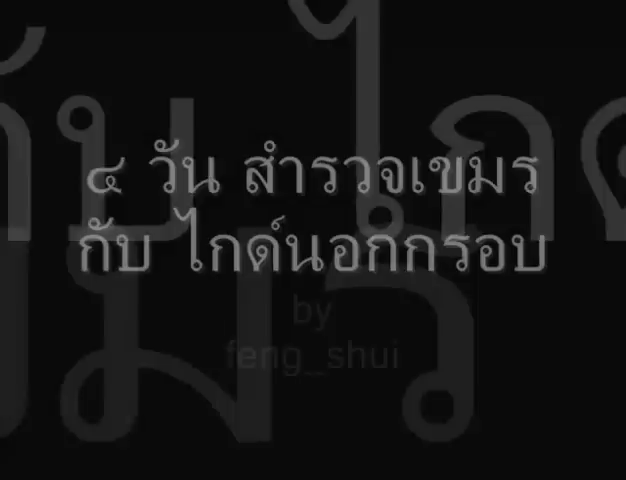 ๔ วัน สำรวจเขมร
กับ ไกด์นอกกรอบ
by
feng_shui